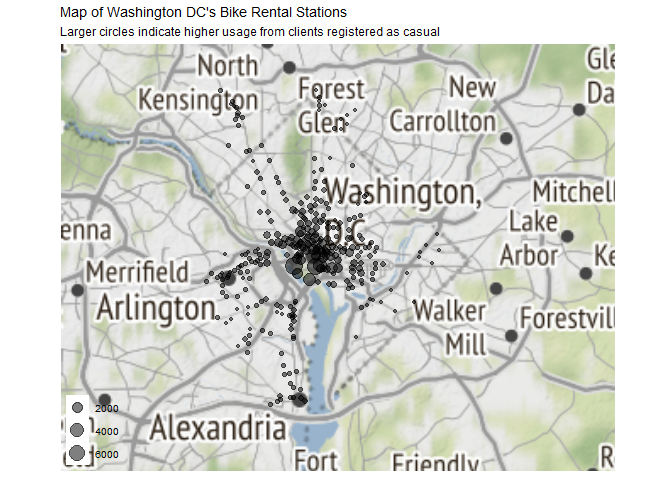 Map of Washington DC's Bike Rental Stations
Larger circles indicate higher usage from clients registered as casual
North
Kensington
Forest
Glen
New
Carrollton
Gle
Da
Washington,
D.C.
Mitchell
enna
Lake
Arbor
Ke
Merrifield
Arlington
Walker
Mill
Forestvill
2000
4000
6000
Alexandria
Fort
Friendly
R